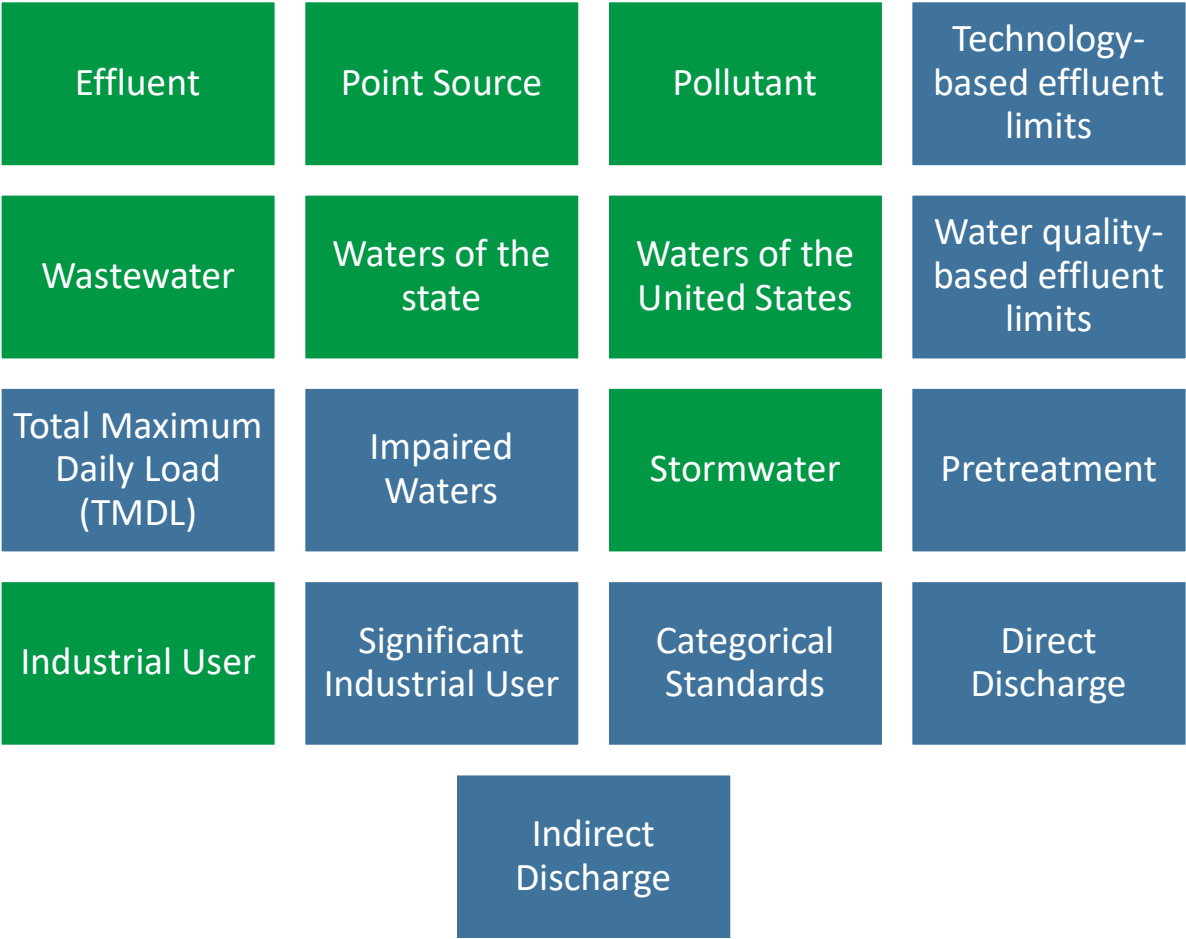 Effluent
Point Source
Pollutant
Technology-
based effluent
limits
Wastewater
Waters of the
state
Waters of the
United States
Water quality-
based effluent
limits
Total Maximum
Daily Load
(TMDL)
Impaired
Waters
Stormwater
Pretreatment
Industrial User
Significant
Industrial User
Categorical
Standards
Direct
Discharge
Indirect
Discharge